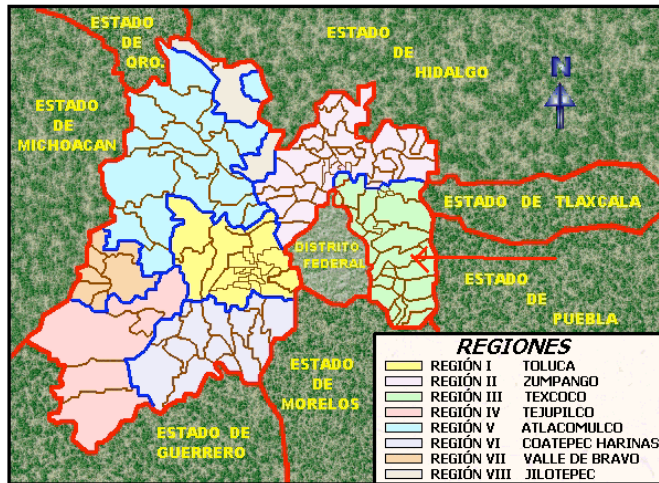 ESTADO
DE
QRO.
ESTADO
DE
HIDALGO
N
ESTADO
DE
MICHOACAN
ESTADO DE TLAXCALA
DISTRITO
FEDERAL
ESTADO
DE
PUEBLA
ESTADO
DE
MORELOS
ESTADO DE
GUERRERO
REGIONES
REGIÓN I TOLUCA
REGIÓN II ZUMPANGO
REGIÓN III TEXCOCO
REGIÓN IV TEJUPILCO
REGIÓN V ATLACOMULCO
REGIÓN VI COATEPEC HARINAS
REGIÓN VII VALLE DE BRAVO
REGIÓN VIII JILOTEPEC